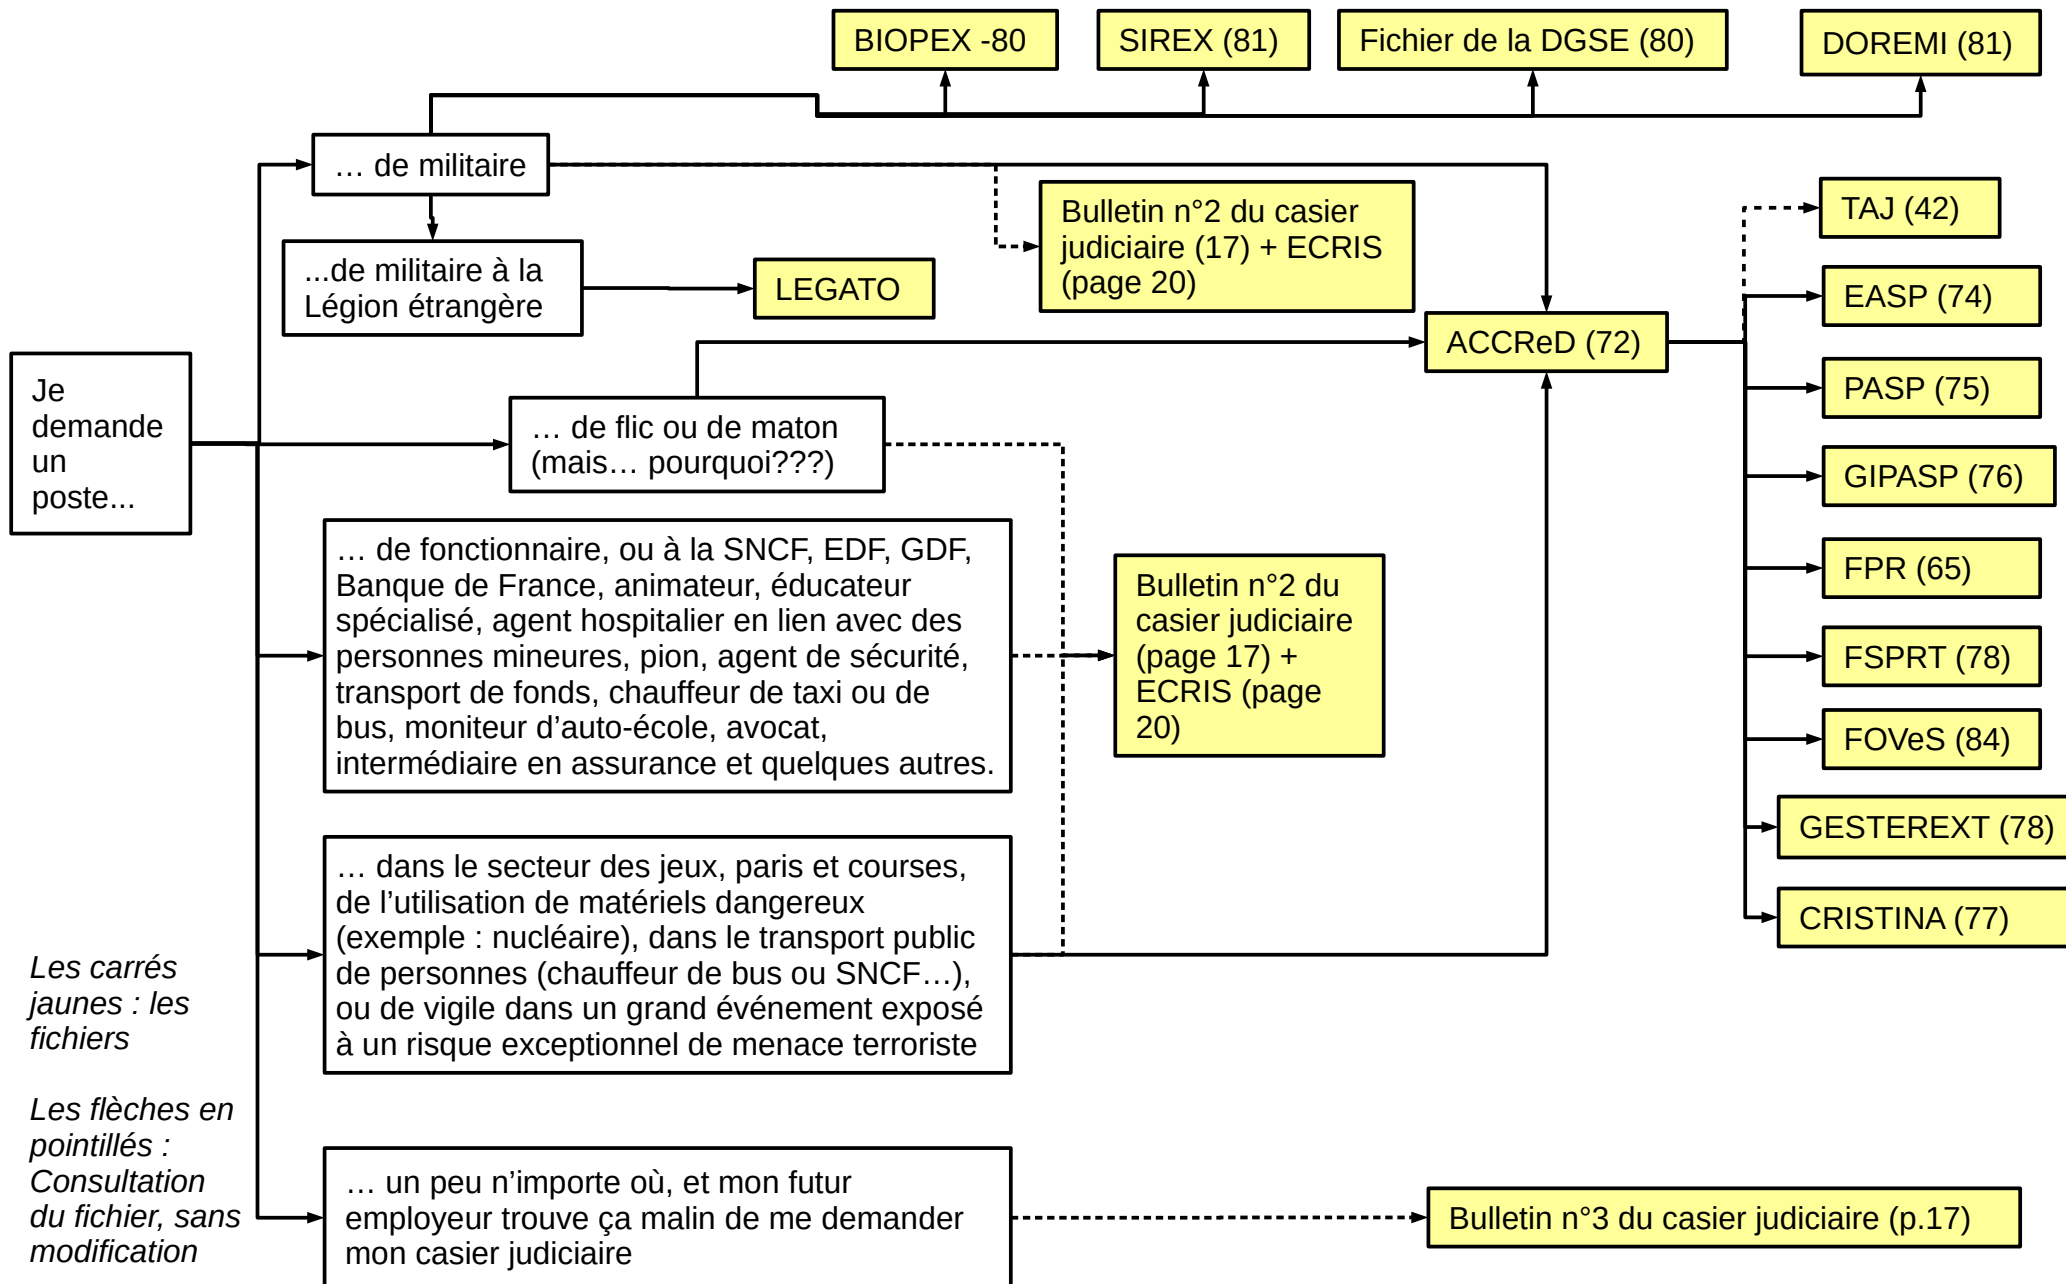 BIOPEX -80
SIREX (81)
Fichier de la DGSE (80)
DOREMI (81)
… de militaire
Bulletin n°2 du casier
judiciaire (17) + ECRIS
(page 20)
TAJ (42)
...de militaire à la
Légion étrangère
LEGATO
EASP (74)
ACCReD (72)
Je
demande
un
poste...
PASP (75)
… de flic ou de maton
(mais… pourquoi???)
GIPASP (76)
… de fonctionnaire, ou à la SNCF, EDF, GDF,
Banque de France, animateur, éducateur
spécialisé, agent hospitalier en lien avec des
personnes mineures, pion, agent de sécurité,
transport de fonds, chauffeur de taxi ou de
bus, moniteur d’auto-école, avocat,
intermédiaire en assurance et quelques autres.
Bulletin n°2 du
casier judiciaire
(page 17) +
ECRIS (page
20)
FPR (65)
FSPRT (78)
FOVeS (84)
GESTEREXT (78)
CRISTINA (77)
… dans le secteur des jeux, paris et courses,
de l’utilisation de matériels dangereux
(exemple : nucléaire), dans le transport public
de personnes (chauffeur de bus ou SNCF…),
ou de vigile dans un grand événement exposé
à un risque exceptionnel de menace terroriste
Les carrés
jaunes : les
fichiers
Les flèches en
pointillés :
Consultation
du fichier, sans
modification
… un peu n’importe où, et mon futur
employeur trouve ça malin de me demander
mon casier judiciaire
Bulletin n°3 du casier judiciaire (p.17)